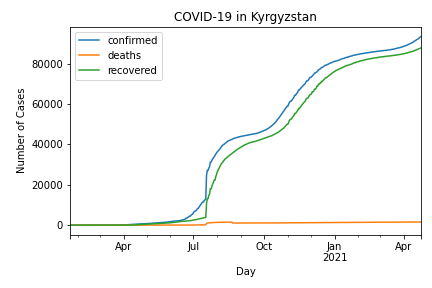 COVID-19 in Kyrgyzstan
confirmed
deaths
recovered
Number of Cases
80000
60000
40000
20000
0
Apr Jul Oct Jan Apr
2021
Day